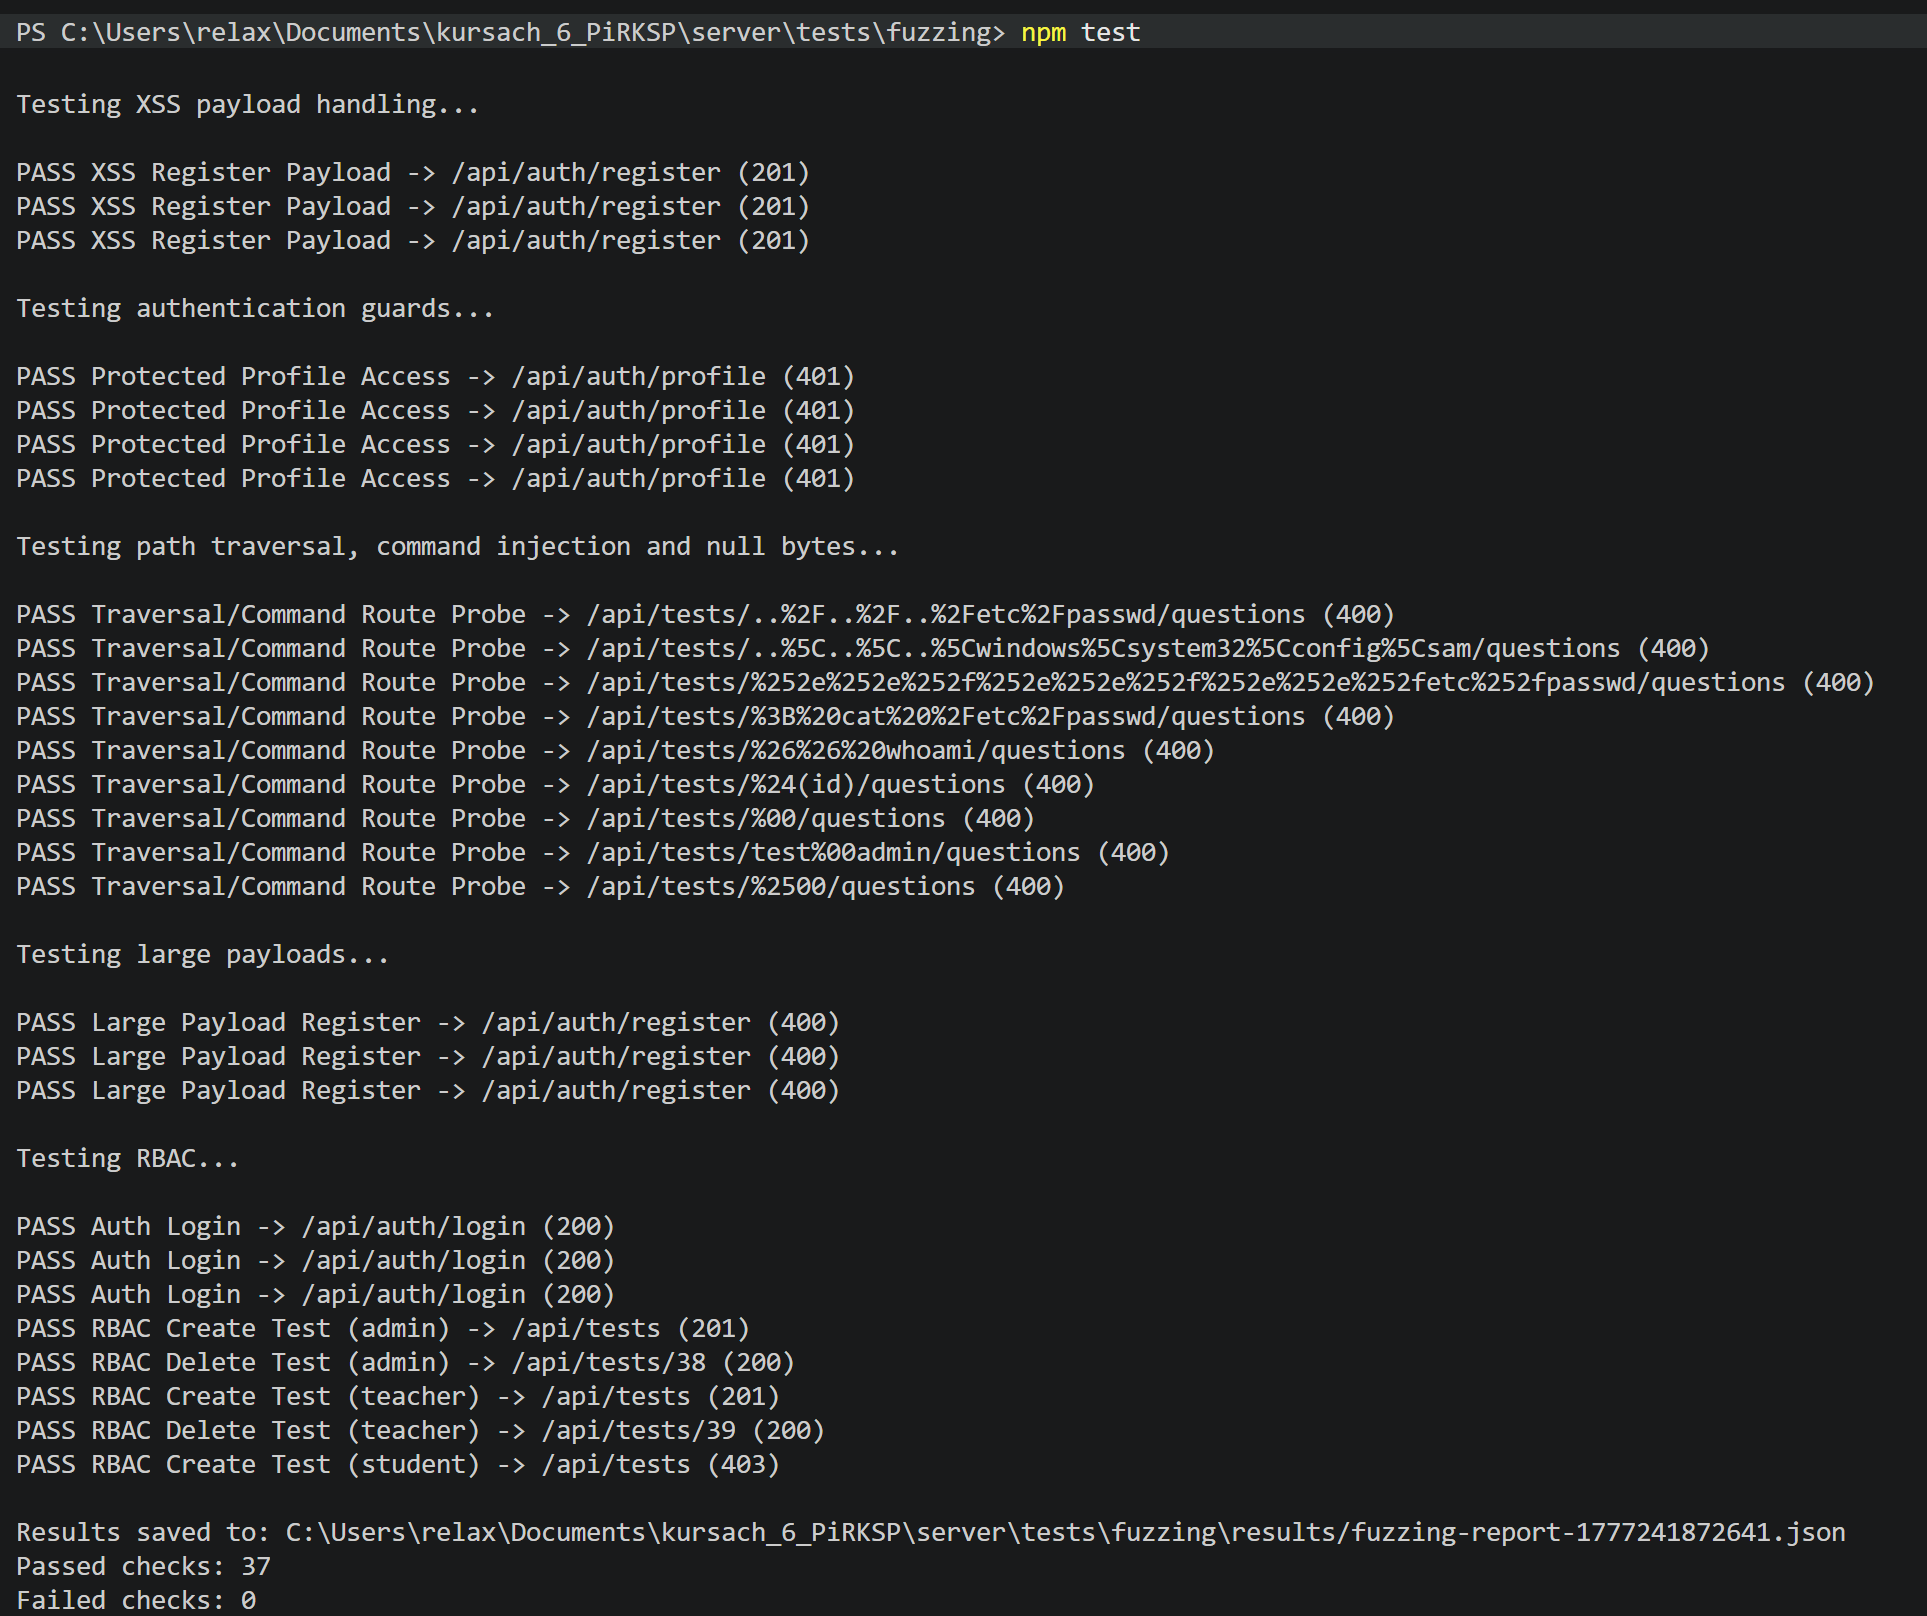 PS C:\Users\relax\Documents\kursach_6_PiRKSP\server\tests\fuzzing> npm test
Testing XSS payload handling...
PASS XSS Register Payload -> /api/auth/register (201)
PASS XSS Register Payload -> /api/auth/register (201)
PASS XSS Register Payload -> /api/auth/register (201)
Testing authentication guards...
PASS Protected Profile Access -> /api/auth/profile (401)
PASS Protected Profile Access -> /api/auth/profile (401)
PASS Protected Profile Access -> /api/auth/profile (401)
PASS Protected Profile Access -> /api/auth/profile (401)
Testing path traversal, command injection and null bytes...
PASS Traversal/Command Route Probe -> /api/tests/..%2F..%2F..%2Fetc%2Fpasswd/questions (400)
PASS Traversal/Command Route Probe -> /api/tests/..%5C..%5C..%5Cwindows%5Csystem32%5Cconfig%5Csam/questions (400)
PASS Traversal/Command Route Probe -> /api/tests/%252e%252e%252f%252e%252e%252f%252e%252e%252fetc%252fpasswd/questions (400)
PASS Traversal/Command Route Probe -> /api/tests/%3B%20cat%20%2Fetc%2Fpasswd/questions (400)
PASS Traversal/Command Route Probe -> /api/tests/%26%26%20whoami/questions (400)
PASS Traversal/Command Route Probe -> /api/tests/%24(id)/questions (400)
PASS Traversal/Command Route Probe -> /api/tests/%00/questions (400)
PASS Traversal/Command Route Probe -> /api/tests/test%00admin/questions (400)
PASS Traversal/Command Route Probe -> /api/tests/%2500/questions (400)
Testing large payloads...
PASS Large Payload Register -> /api/auth/register (400)
PASS Large Payload Register -> /api/auth/register (400)
PASS Large Payload Register -> /api/auth/register (400)
Testing RBAC...
PASS Auth Login -> /api/auth/login (200)
PASS Auth Login -> /api/auth/login (200)
PASS Auth Login -> /api/auth/login (200)
PASS RBAC Create Test (admin) -> /api/tests (201)
PASS RBAC Delete Test (admin) -> /api/tests/38 (200)
PASS RBAC Create Test (teacher) -> /api/tests (201)
PASS RBAC Delete Test (teacher) -> /api/tests/39 (200)
PASS RBAC Create Test (student) -> /api/tests (403)
Results saved to: C:\Users\relax\Documents\kursach_6_PiRKSP\server\tests\fuzzing\results/fuzzing-report-1777241872641.json
Passed checks: 37
Failed checks: 0